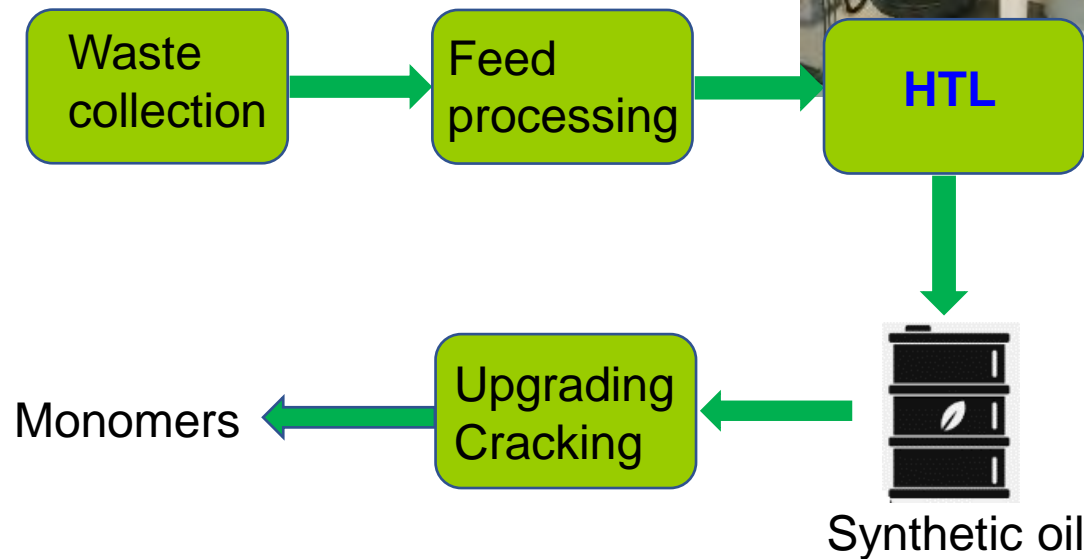 Waste
collection
Feed
processing
HTL
Upgrading
Cracking
Monomers
Synthetic oil